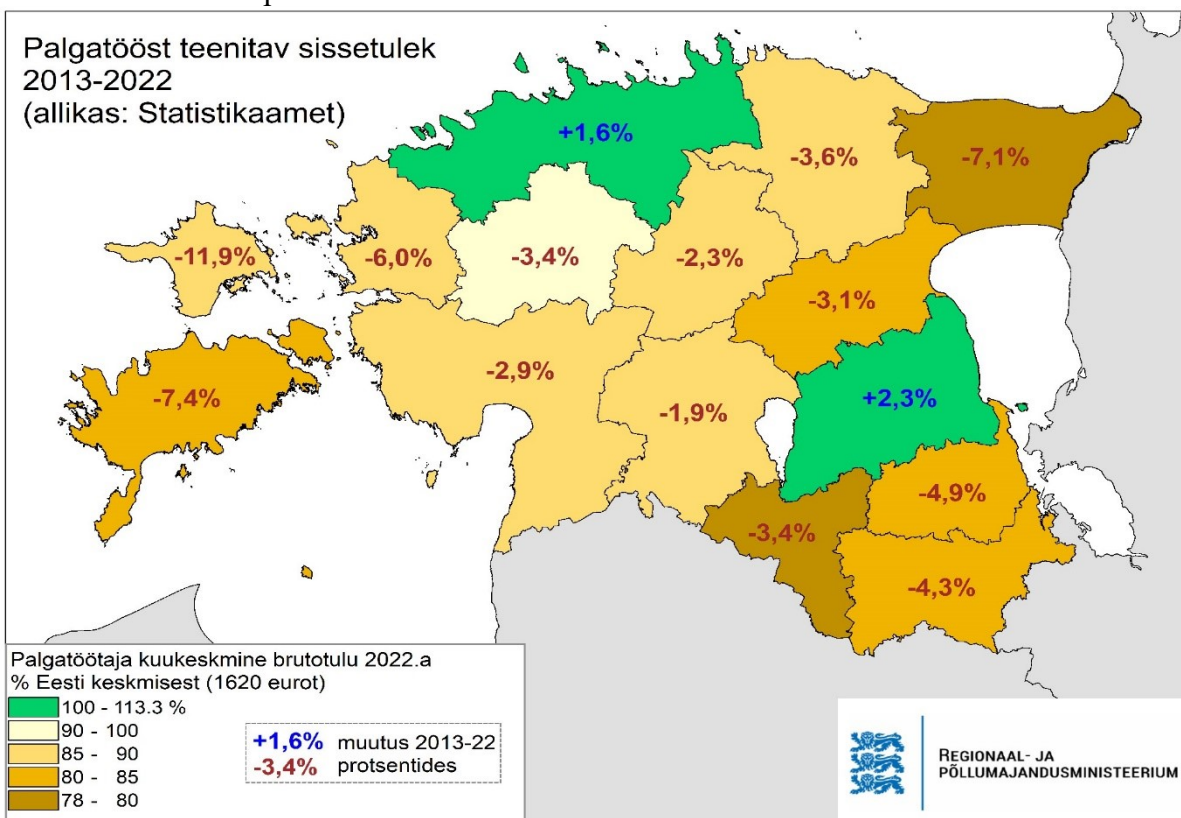 Palgatööst teenitav sissetulek
2013-2022
(allikas: Statistikaamet)
+1,6%
-3,6%
-7,1%
-11,9%
-6,0%
-3,4%
-2,3%
-3,1%
-7,4%
-2,9%
-1,9%
+2,3%
-4,9%
-3,4%
-4,3%
Palgatöötaja kuukeskmine brutotulu 2022.a
% Eesti keskmisest (1620 eurot)
100 - 113.3 %
90 - 100
85 - 90
80 - 85
78 - 80
+1,6% muutus 2013-22
-3,4% protsentides
REGIONAAL- JA
PÕLLUMAJANDUSMINISTEERIUM